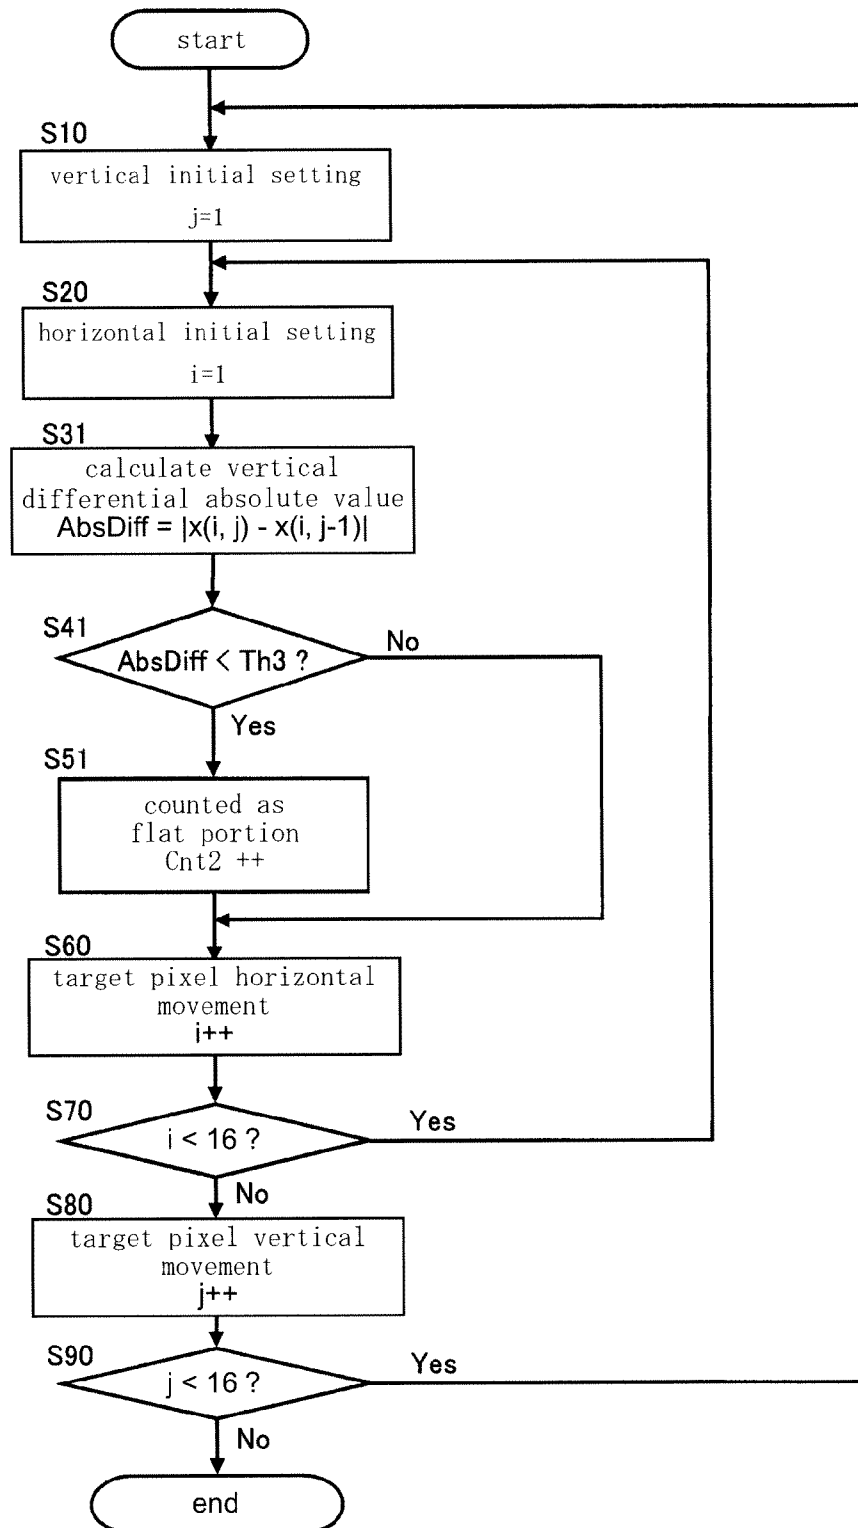 start
S10
vertical initial setting
j=1
S20
horizontal initial setting
i=1
S31
calculate vertical
differential absolute value
AbsDiff = |x(i, j) - x(i, j-1)|
S41
AbsDiff < Th3 ?
No
Yes
S51
counted as
flat portion
Cnt2 ++
S60
target pixel horizontal
movement
i++
S70
i < 16 ?
Yes
No
S80
target pixel vertical
movement
j++
S90
j < 16 ?
Yes
No
end